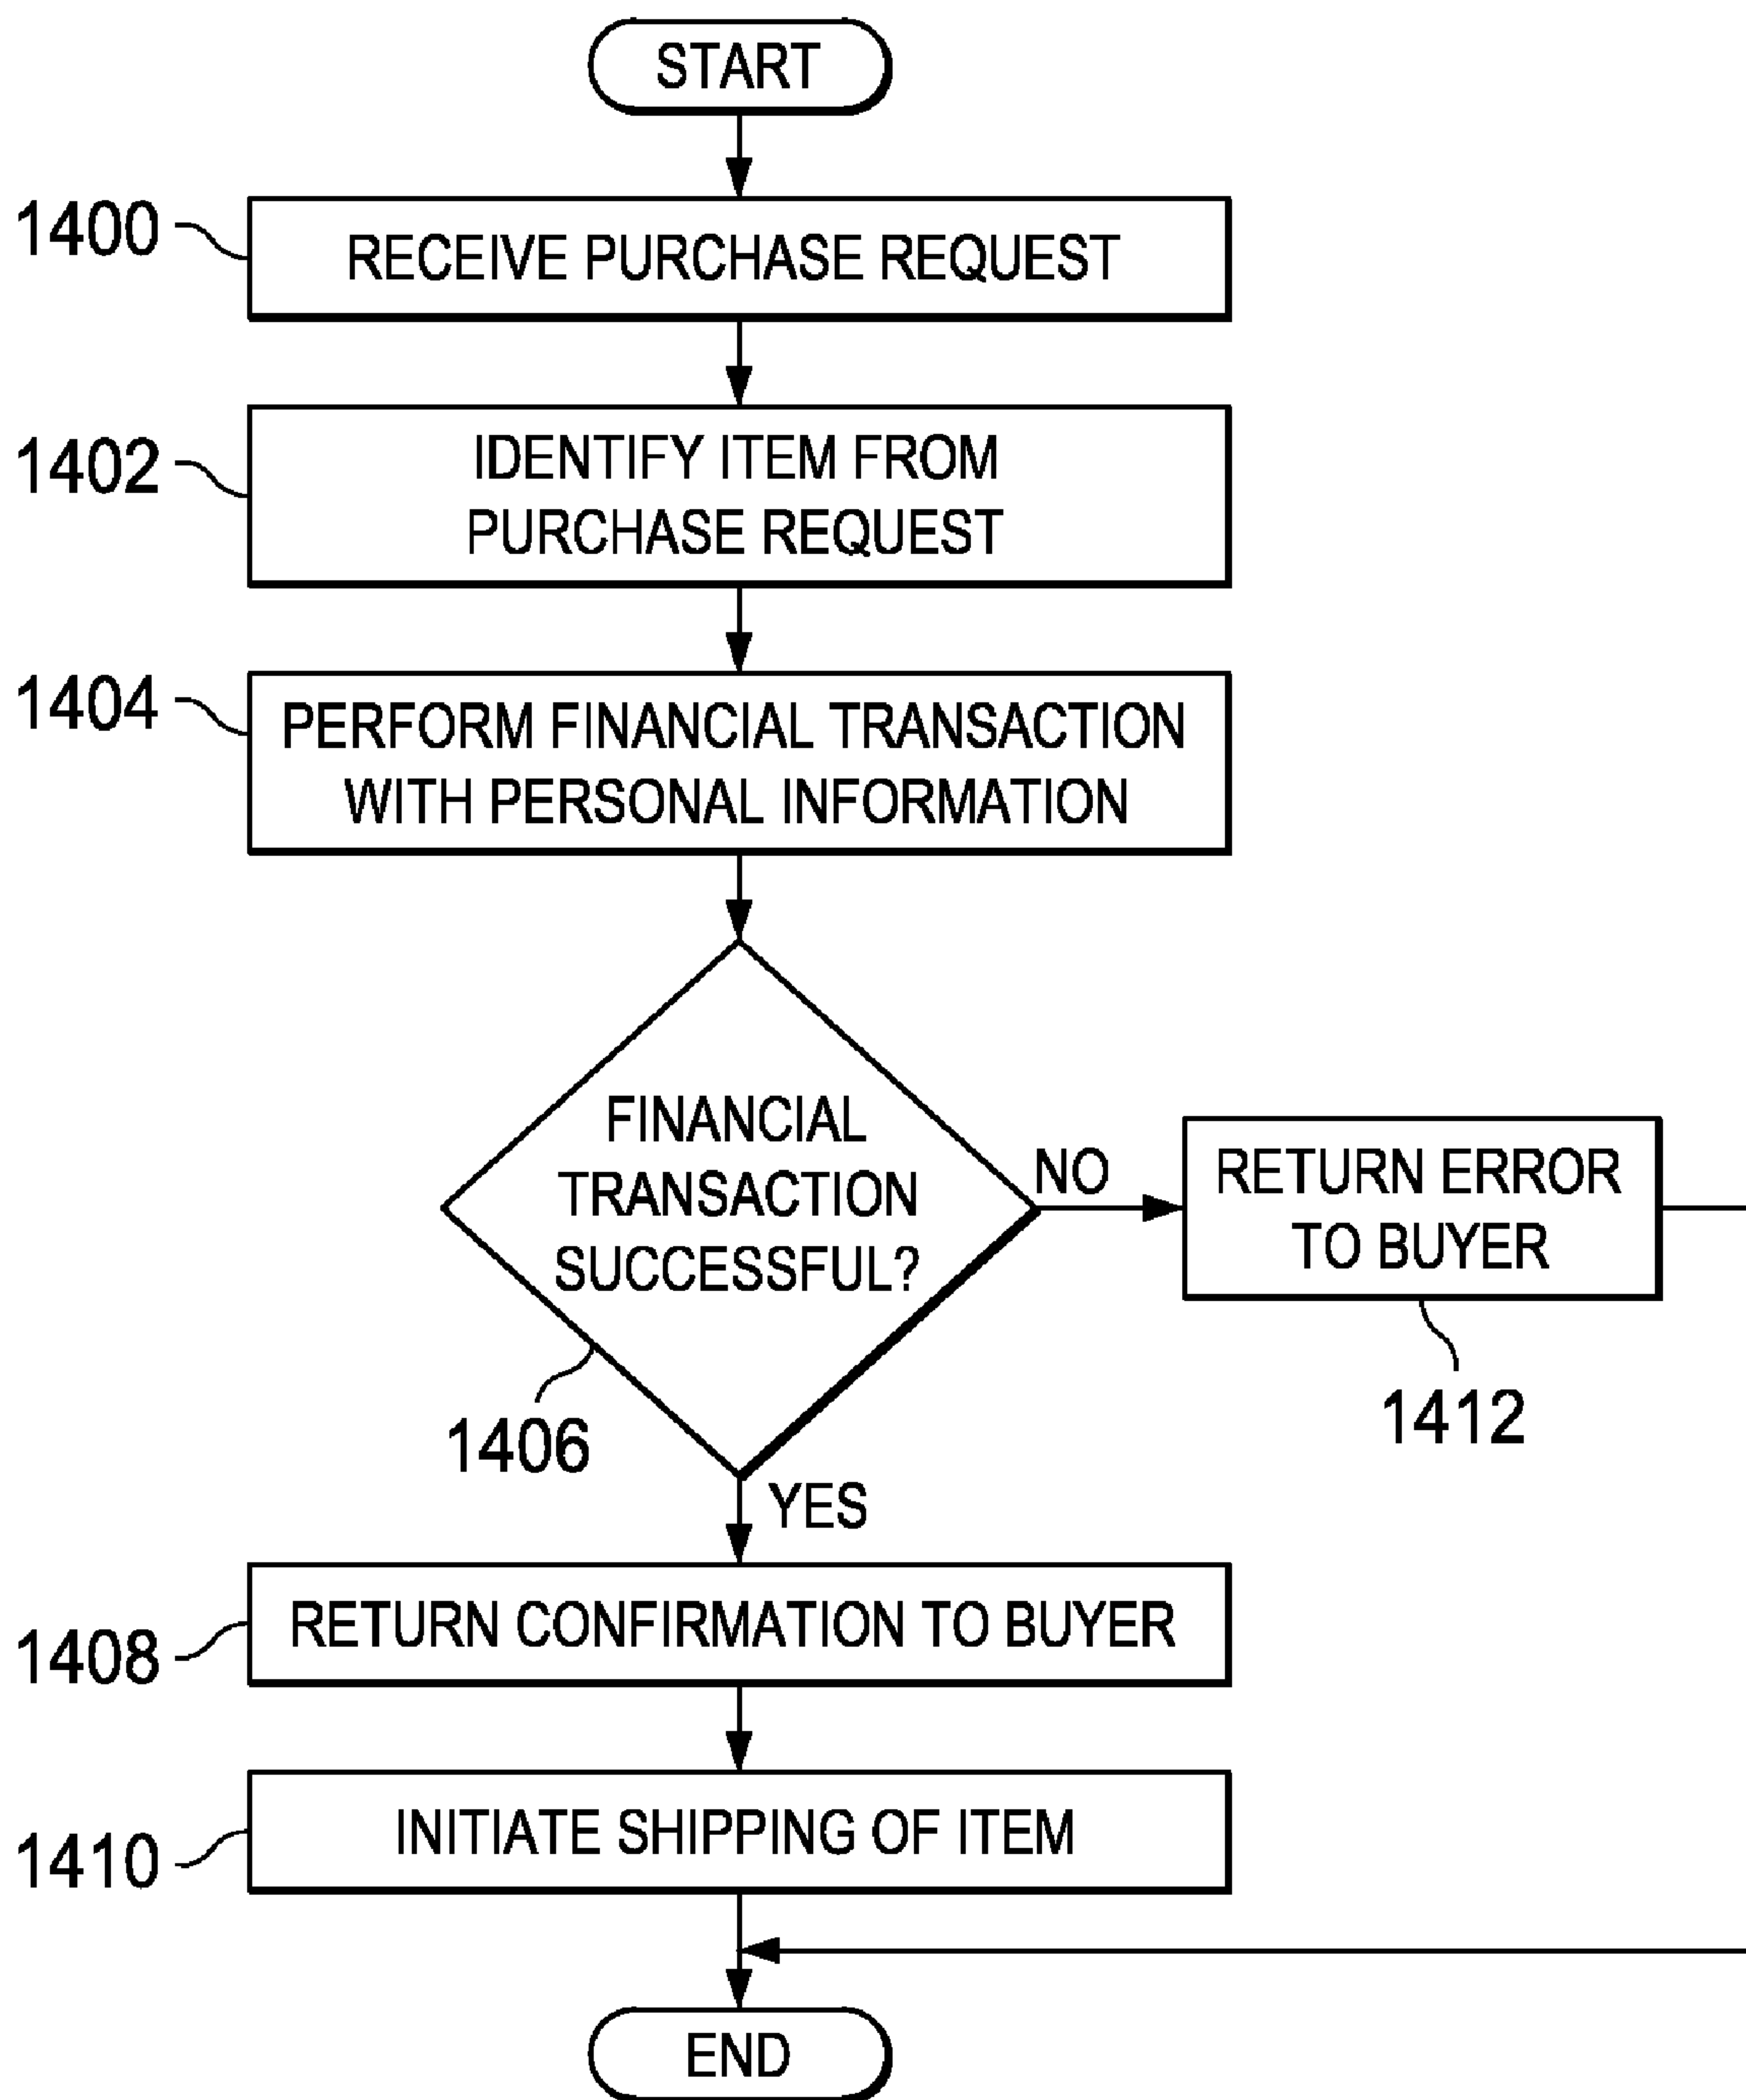 START
1400
RECEIVE PURCHASE REQUEST
1402
IDENTIFY ITEM FROM
PURCHASE REQUEST
1404
PERFORM FINANCIAL TRANSACTION
WITH PERSONAL INFORMATION
FINANCIAL
TRANSACTION
SUCCESSFUL?
1406
NO
RETURN ERROR
TO BUYER
1412
YES
1408
RETURN CONFIRMATION TO BUYER
1410
INITIATE SHIPPING OF ITEM
END